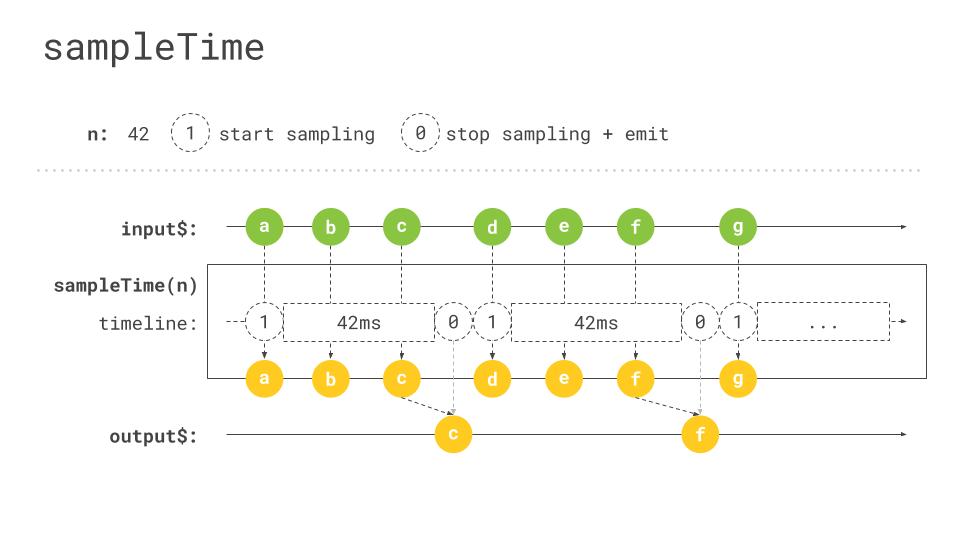 sampleTime
n: 42 1 start sampling 0 stop sampling + emit
input$: a b c d e f g
sampleTime(n)
timeline: 1 42ms 0 1 42ms 0 1 ...
a b c d e f g
output$: c f